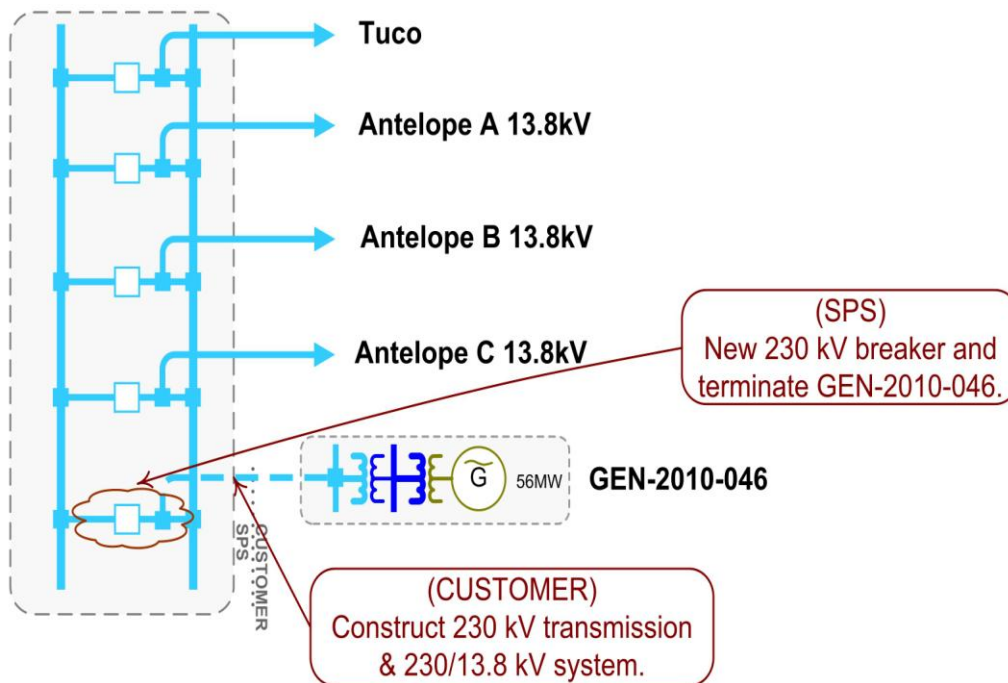 Tuco
Antelope A 13.8kV
Antelope B 13.8kV
Antelope C 13.8kV
(SPS)
New 230 kV breaker and
terminate GEN-2010-046.
G
56MW
GEN-2010-046
CUSTOMER
SPS
(CUSTOMER)
Construct 230 kV transmission
& 230/13.8 kV system.